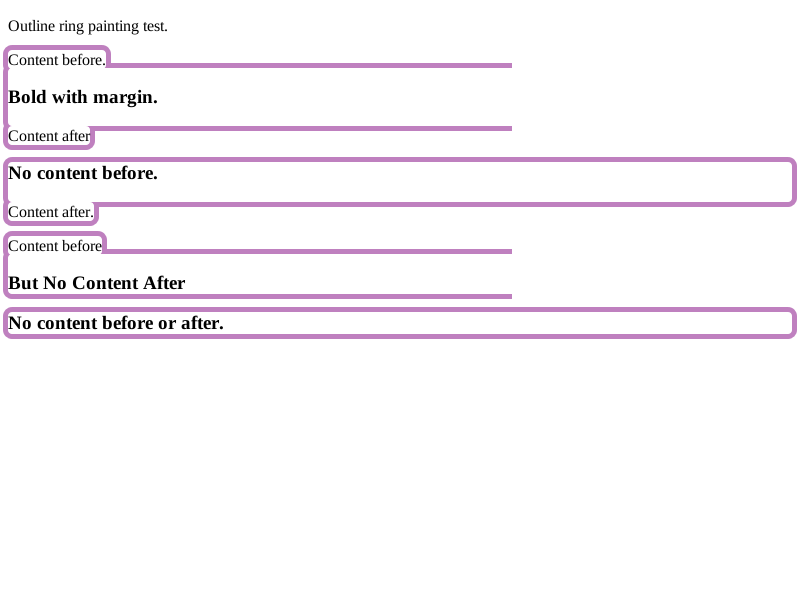 Outline ring painting test.
Content before.
Bold with margin.
Content after
No content before.
Content after.
Content before
But No Content After
No content before or after.